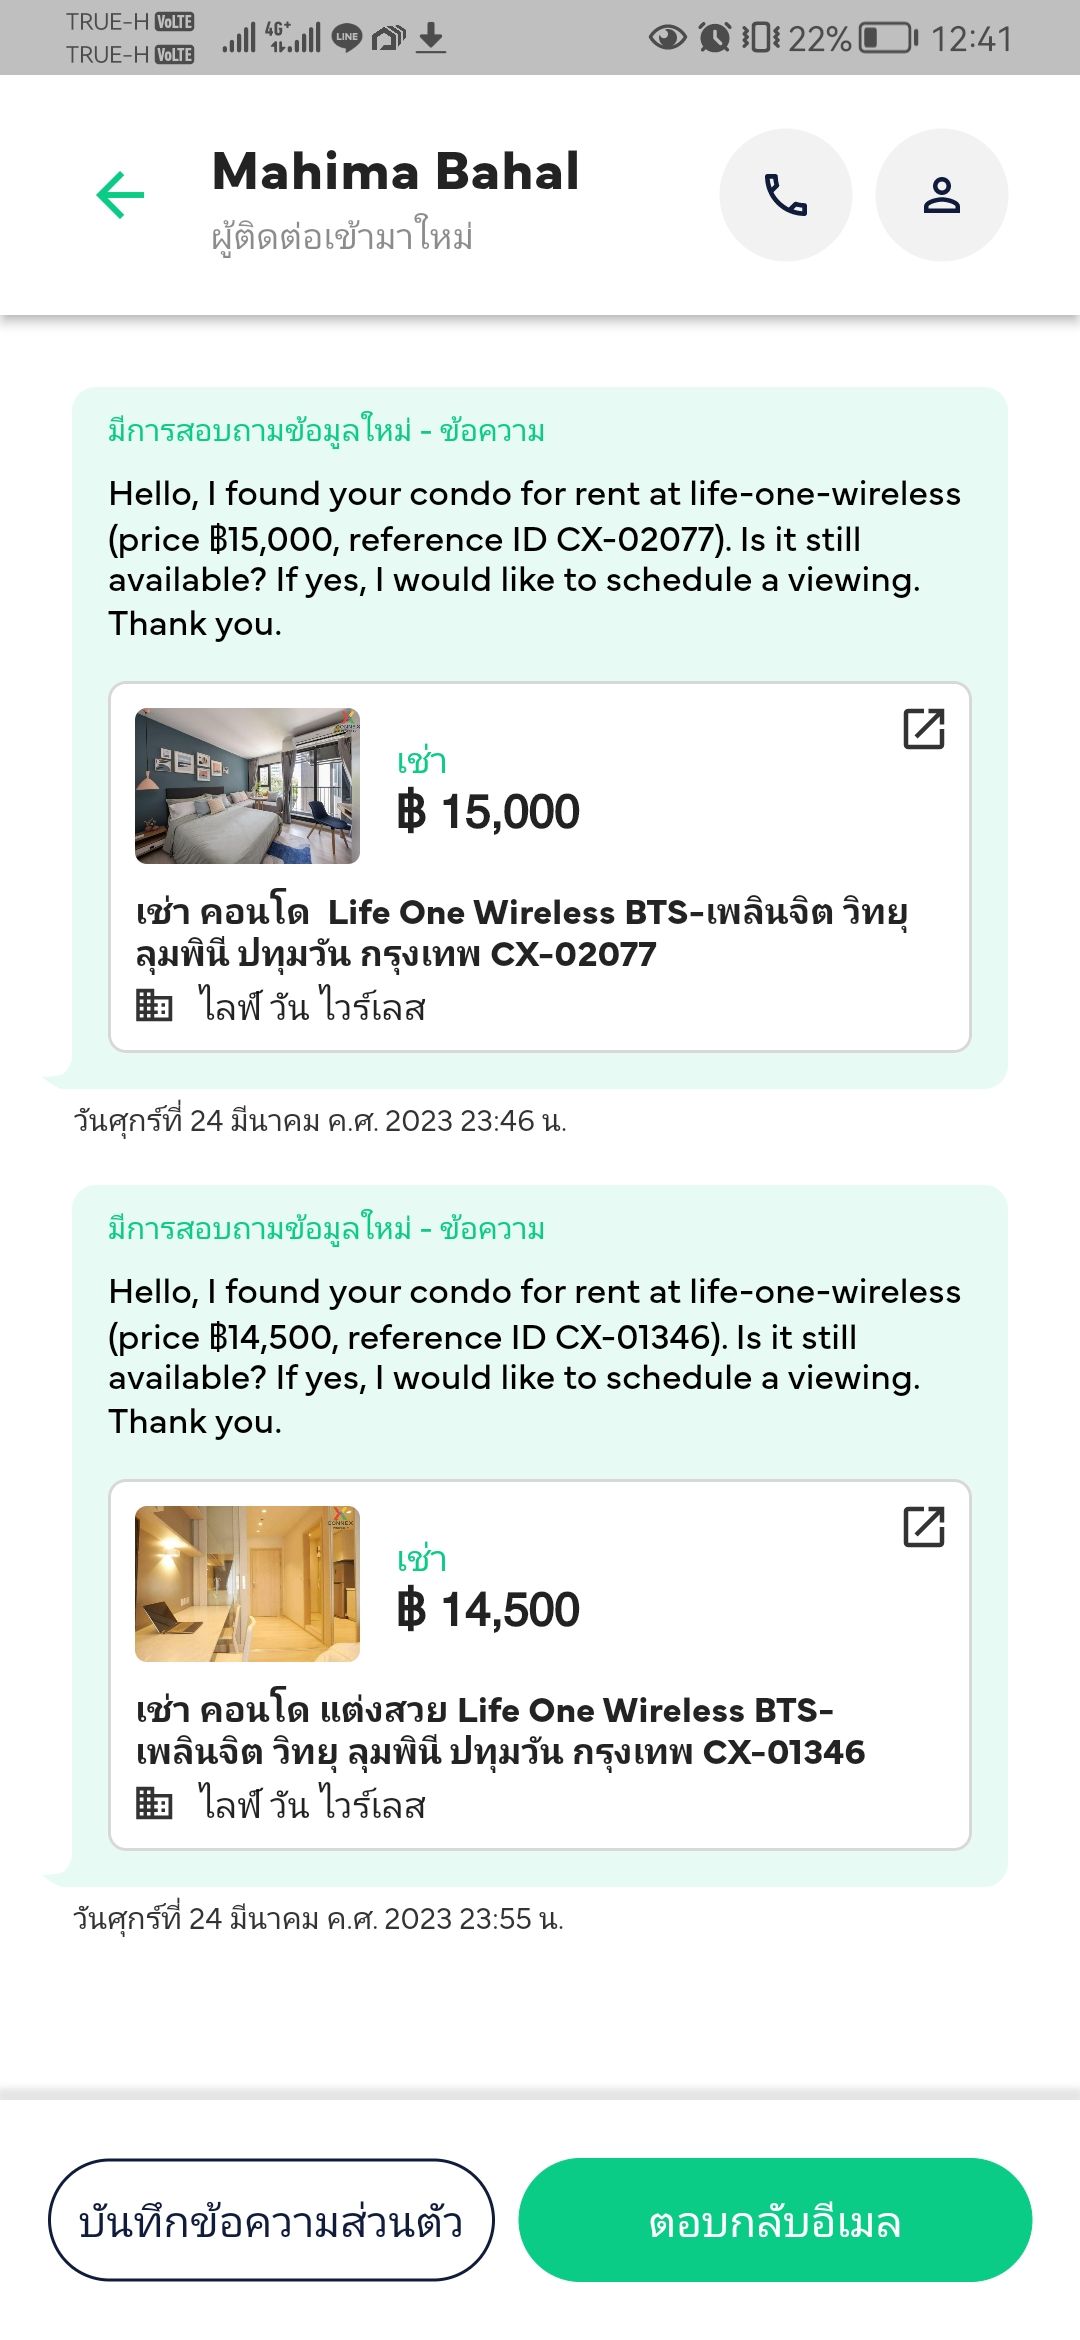 TRUE-H VoLTE
TRUE-H VoLTE
4G+
LINE
22%
12:41
Mahima Bahal
ผู้ติดต่อเข้ามาใหม่
มีการสอบถามข้อมูลใหม่ - ข้อความ
Hello, I found your condo for rent at life-one-wireless
(price ฿15,000, reference ID CX-02077). Is it still
available? If yes, I would like to schedule a viewing.
Thank you.
เช่า
฿ 15,000
เช่า คอนโด  Life One Wireless BTS-เพลินจิต วิทยุ
ลุมพินี ปทุมวัน กรุงเทพ CX-02077
ไลฟ์ วัน ไวร์เลส
วันศุกร์ที่ 24 มีนาคม ค.ศ. 2023 23:46 น.
มีการสอบถามข้อมูลใหม่ - ข้อความ
Hello, I found your condo for rent at life-one-wireless
(price ฿14,500, reference ID CX-01346). Is it still
available? If yes, I would like to schedule a viewing.
Thank you.
CONNEX
เช่า
฿ 14,500
เช่า คอนโด แต่งสวย Life One Wireless BTS-
เพลินจิต วิทยุ ลุมพินี ปทุมวัน กรุงเทพ CX-01346
ไลฟ์ วัน ไวร์เลส
วันศุกร์ที่ 24 มีนาคม ค.ศ. 2023 23:55 น.
บันทึกข้อความส่วนตัว
ตอบกลับอีเมล